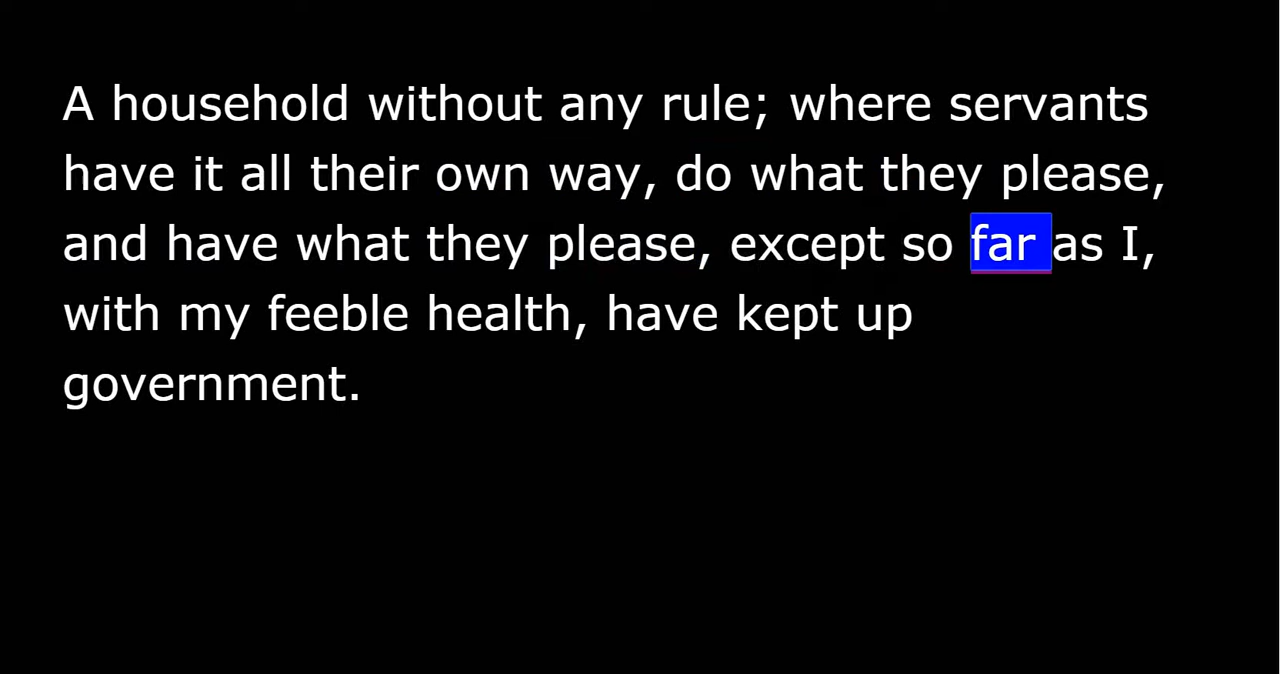 A household without any rule; where servants
have it all their own way, do what they please,
and have what they please, except so far as I,
with my feeble health, have kept up
government.